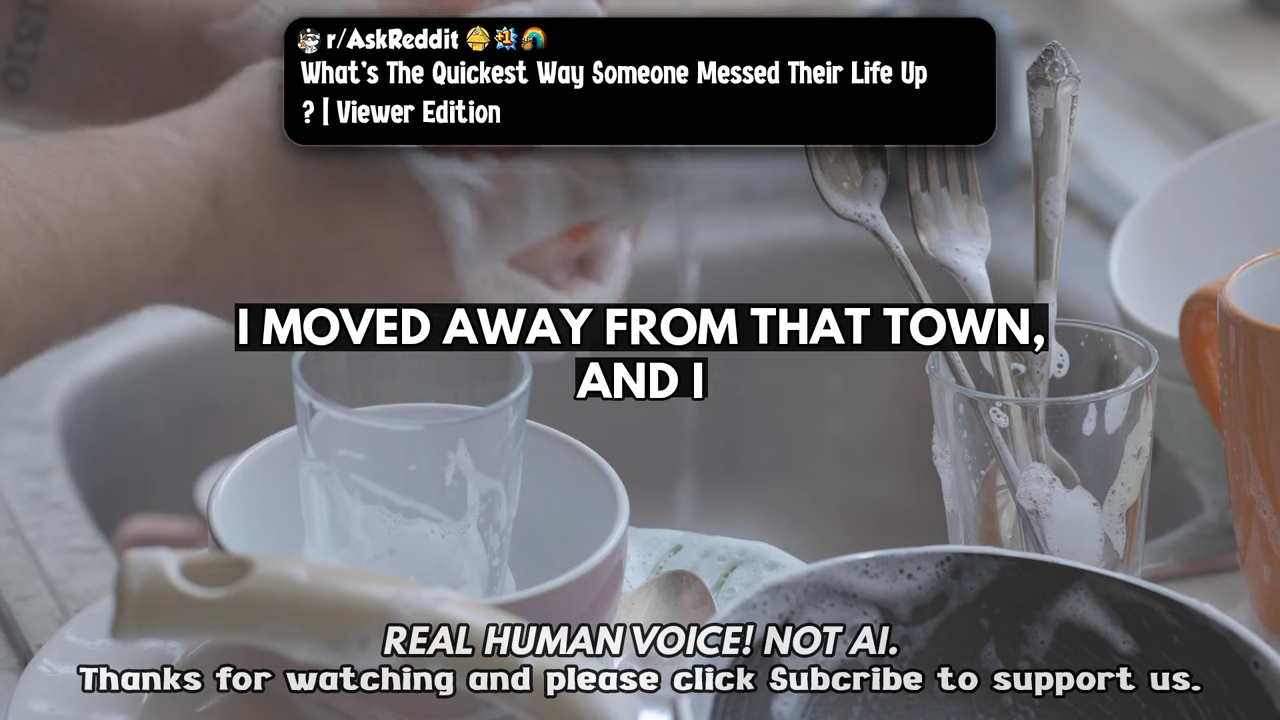 r/AskReddit
What's The Quickest Way Someone Messed Their Life Up
? | Viewer Edition
I MOVED AWAY FROM THAT TOWN,
AND I
REAL HUMAN VOICE! NOT AI.
Thanks for watching and please click Subcribe to support us.